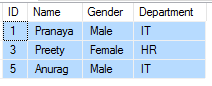 ID Name Gender Department
1 Pranaya Male IT
3 Preety Female HR
5 Anurag Male IT